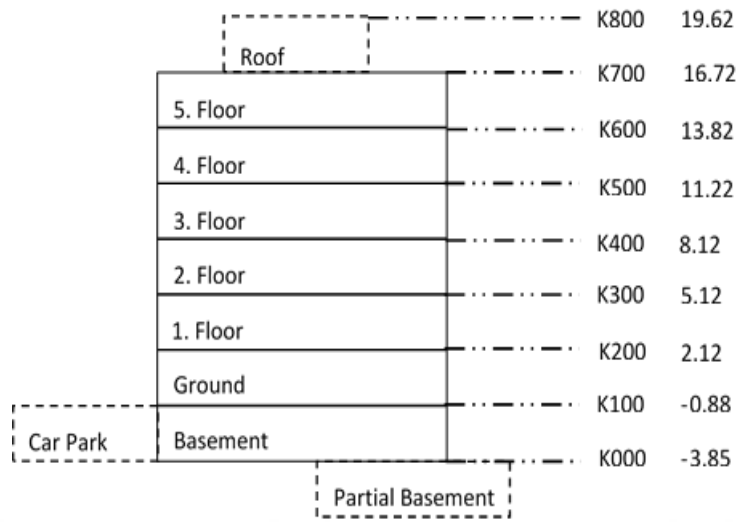 K800 19.62
Roof
K700 16.72
5. Floor
K600 13.82
4. Floor
K500 11.22
3. Floor
K400 8.12
2. Floor
K300 5.12
1. Floor
K200 2.12
Ground
K100 -0.88
Car Park
Basement
K000 -3.85
Partial Basement